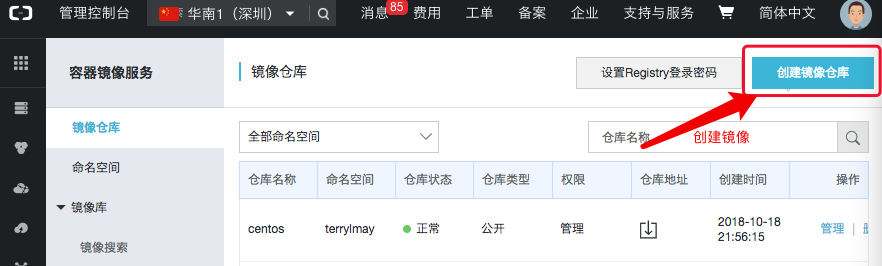 管理控制台 华南1（深圳） 消息 85 费用 工单 备案 企业 支持与服务 简体中文
容器镜像服务
镜像仓库
设置Registry登录密码
创建镜像仓库
镜像仓库
命名空间
镜像库
镜像搜索
全部命名空间
仓库名称
创建镜像
仓库名称 命名空间 仓库状态 仓库类型 权限 仓库地址 创建时间 操作
centos terrylmay 正常 公开 管理 2018-10-18 管理 |
21:56:15